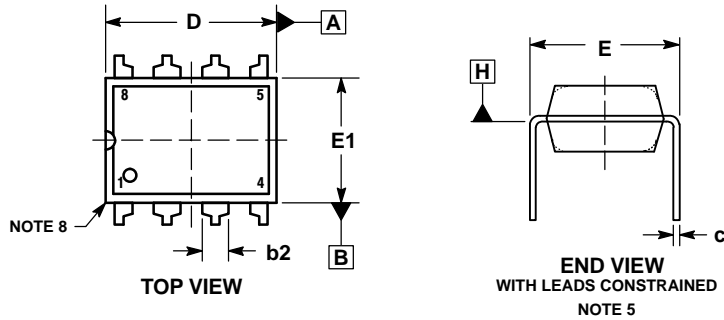 D
A
8
5
E1
1
4
NOTE 8
b2
B
TOP VIEW
E
H
c
END VIEW
WITH LEADS CONSTRAINED
NOTE 5